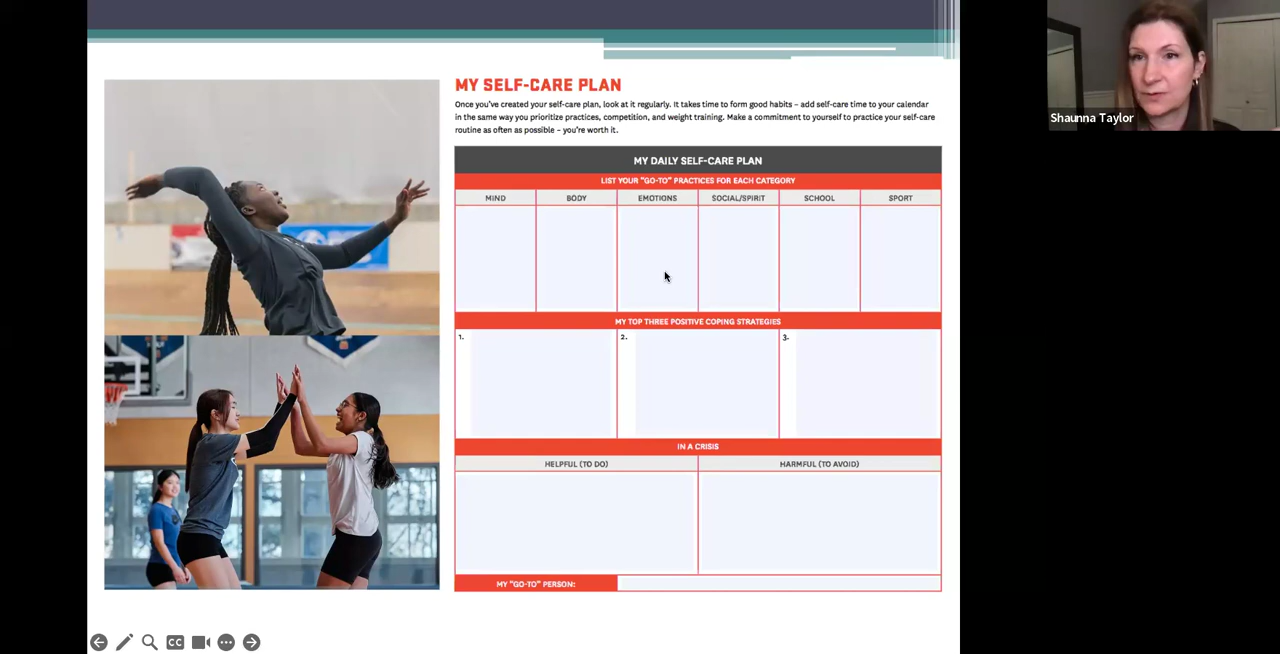 Shaunna Taylor
MY SELF-CARE PLAN
Once you've created your self-care plan, look at it regularly. It takes time to form good habits – add self-care time to your calendar
in the same way you prioritize practices, competition, and weight training. Make a commitment to yourself to practice your self-care
routine as often as possible – you're worth it.
MY DAILY SELF-CARE PLAN
LIST YOUR "GO-TO" PRACTICES FOR EACH CATEGORY
MIND BODY EMOTIONS SOCIAL/SPIRIT SCHOOL SPORT
MY TOP THREE POSITIVE COPING STRATEGIES
1. 2. 3.
IN A CRISIS
HELPFUL (TO DO) HARMFUL (TO AVOID)
MY "GO-TO" PERSON:
CC